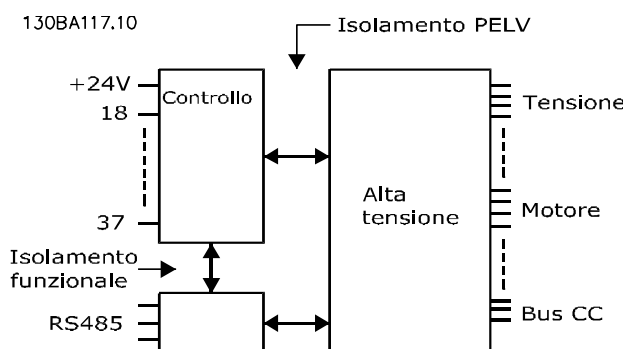 130BA117.10
Isolamento PELV
+24V
Controllo
18
Tensione
Alta
tensione
Motore
37
Isolamento
funzionale
RS485
Bus CC